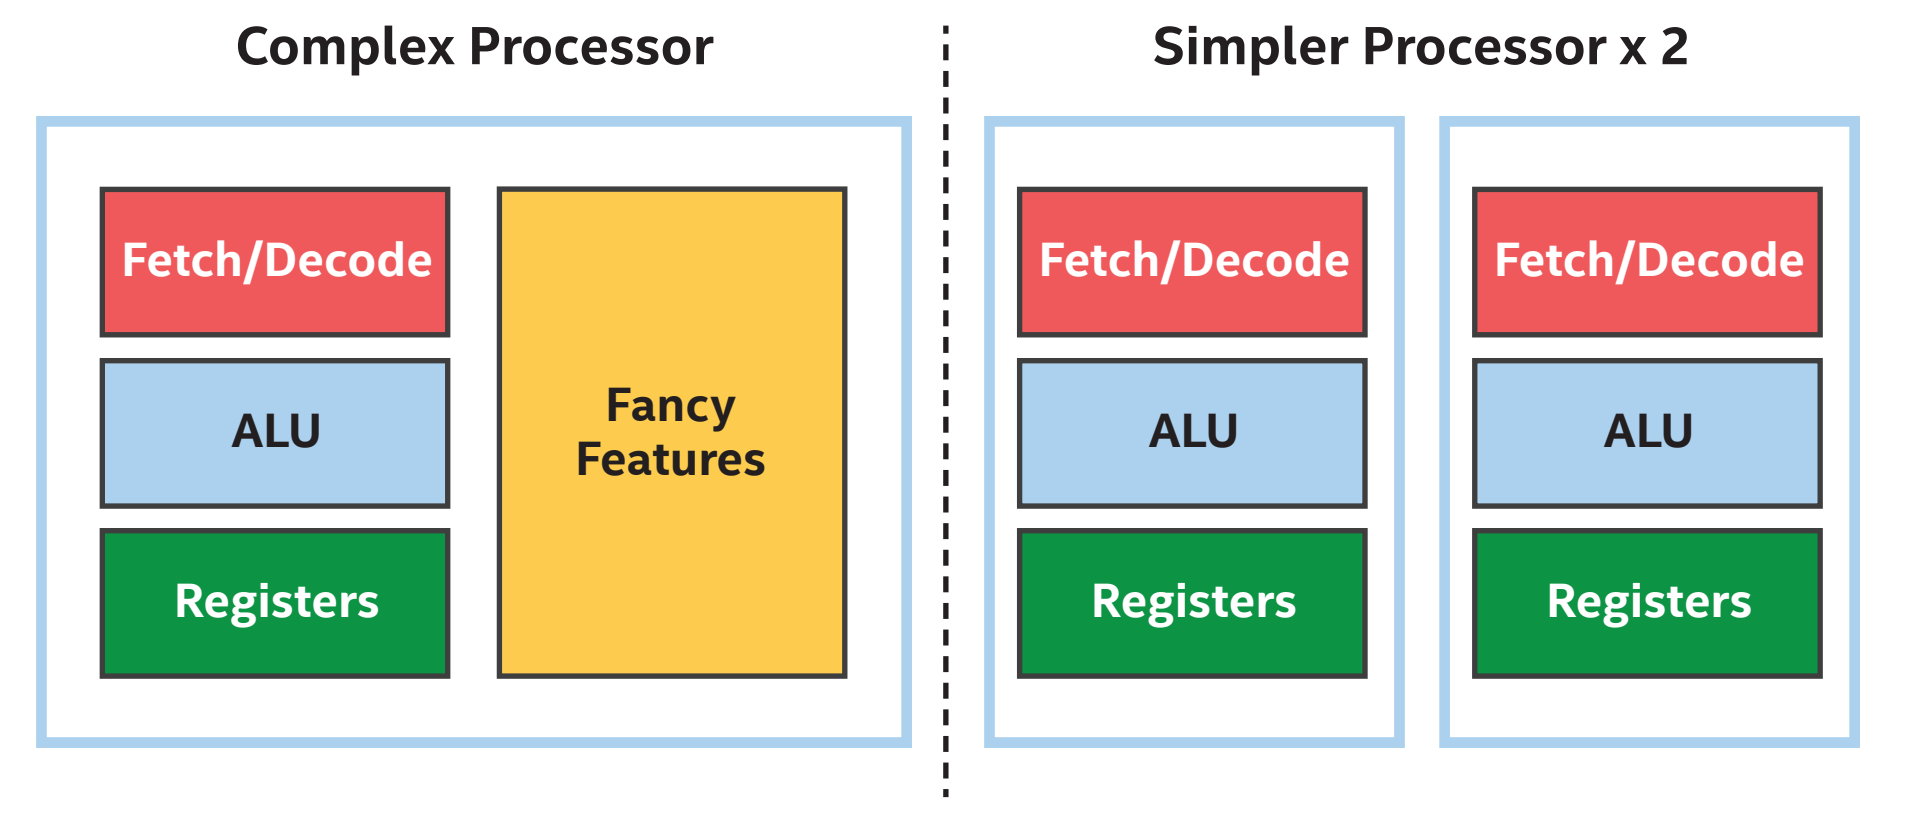 Complex Processor
Fetch/Decode
ALU
Registers
Fancy
Features
Simpler Processor x 2
Fetch/Decode
ALU
Registers
Fetch/Decode
ALU
Registers